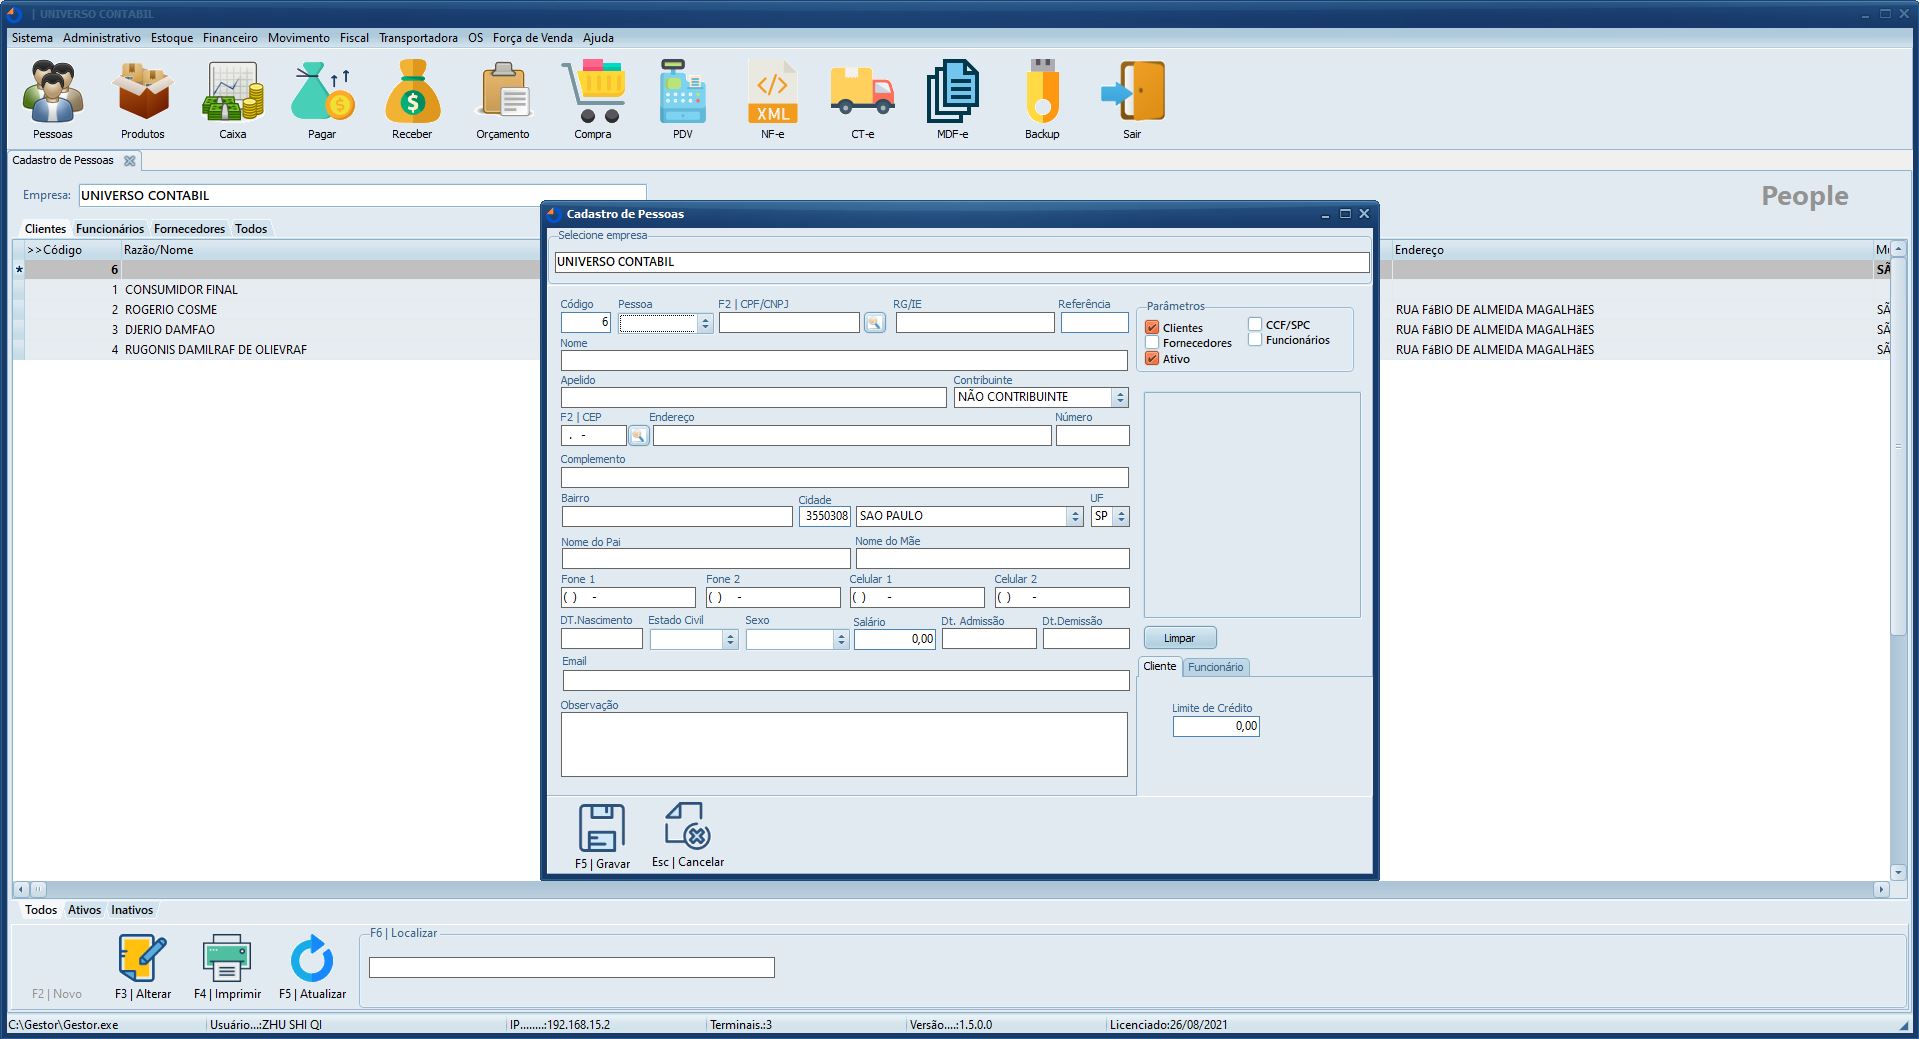 | UNIVERSO CONTABIL
Sistema Administrativo Estoque Financeiro Movimento Fiscal Transportadora OS Força de Venda Ajuda
XML
Pessoas Produtos Caixa Pagar Receber Orçamento Compra PDV NF-e CT-e MDF-e Backup Sair
Cadastro de Pessoas
Empresa: UNIVERSO CONTABIL
People
Clientes Funcionários Fornecedores Todos
>>Código Razão/Nome Endereço Mu
* 6 SÃ
1 CONSUMIDOR FINAL
2 ROGERIO COSME RUA FáBIO DE ALMEIDA MAGALHãES SÃ
3 DJERIO DAMFAO RUA FáBIO DE ALMEIDA MAGALHãES SÃ
4 RUGONIS DAMILRAF DE OLIEVRAF RUA FáBIO DE ALMEIDA MAGALHãES SÃ
Cadastro de Pessoas
Selecione empresa
UNIVERSO CONTABIL
Código Pessoa F2 | CPF/CNPJ RG/IE Referência
6
Nome
Apelido Contribuinte
NÃO CONTRIBUINTE
F2 | CEP Endereço Número
. -
Complemento
Bairro Cidade UF
3550308 SAO PAULO SP
Nome do Pai Nome do Mãe
Fone 1 Fone 2 Celular 1 Celular 2
( ) - ( ) - ( ) - ( ) -
DT.Nascimento Estado Civil Sexo Salário Dt. Admissão Dt.Demissão
0,00
Email
Observação
Parâmetros
Clientes CCF/SPC
Fornecedores Funcionários
Ativo
Limpar
Cliente Funcionário
Limite de Crédito
0,00
F5 | Gravar Esc | Cancelar
Todos Ativos Inativos
F6 | Localizar
F2 | Novo F3 | Alterar F4 | Imprimir F5 | Atualizar
C:\Gestor\Gestor.exe Usuário...:ZHU SHI QI IP........:192.168.15.2 Terminais.:3 Versão....:1.5.0.0 Licenciado:26/08/2021